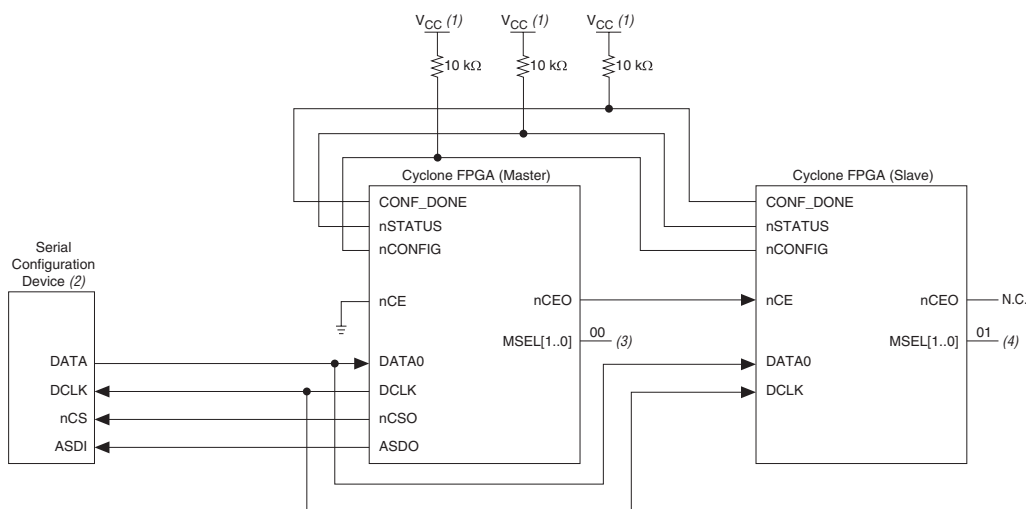 VCC (1)
VCC (1)
VCC (1)
10 kΩ
10 kΩ
10 kΩ
Cyclone FPGA (Master)
Cyclone FPGA (Slave)
CONF_DONE
nSTATUS
nCONFIG
CONF_DONE
nSTATUS
nCONFIG
Serial
Configuration
Device (2)
nCE
nCEO
nCE
nCEO
N.C.
MSEL[1..0]
00
(3)
MSEL[1..0]
01
(4)
DATA
DATA0
DATA0
DCLK
DCLK
DCLK
nCS
nCSO
ASDI
ASDO